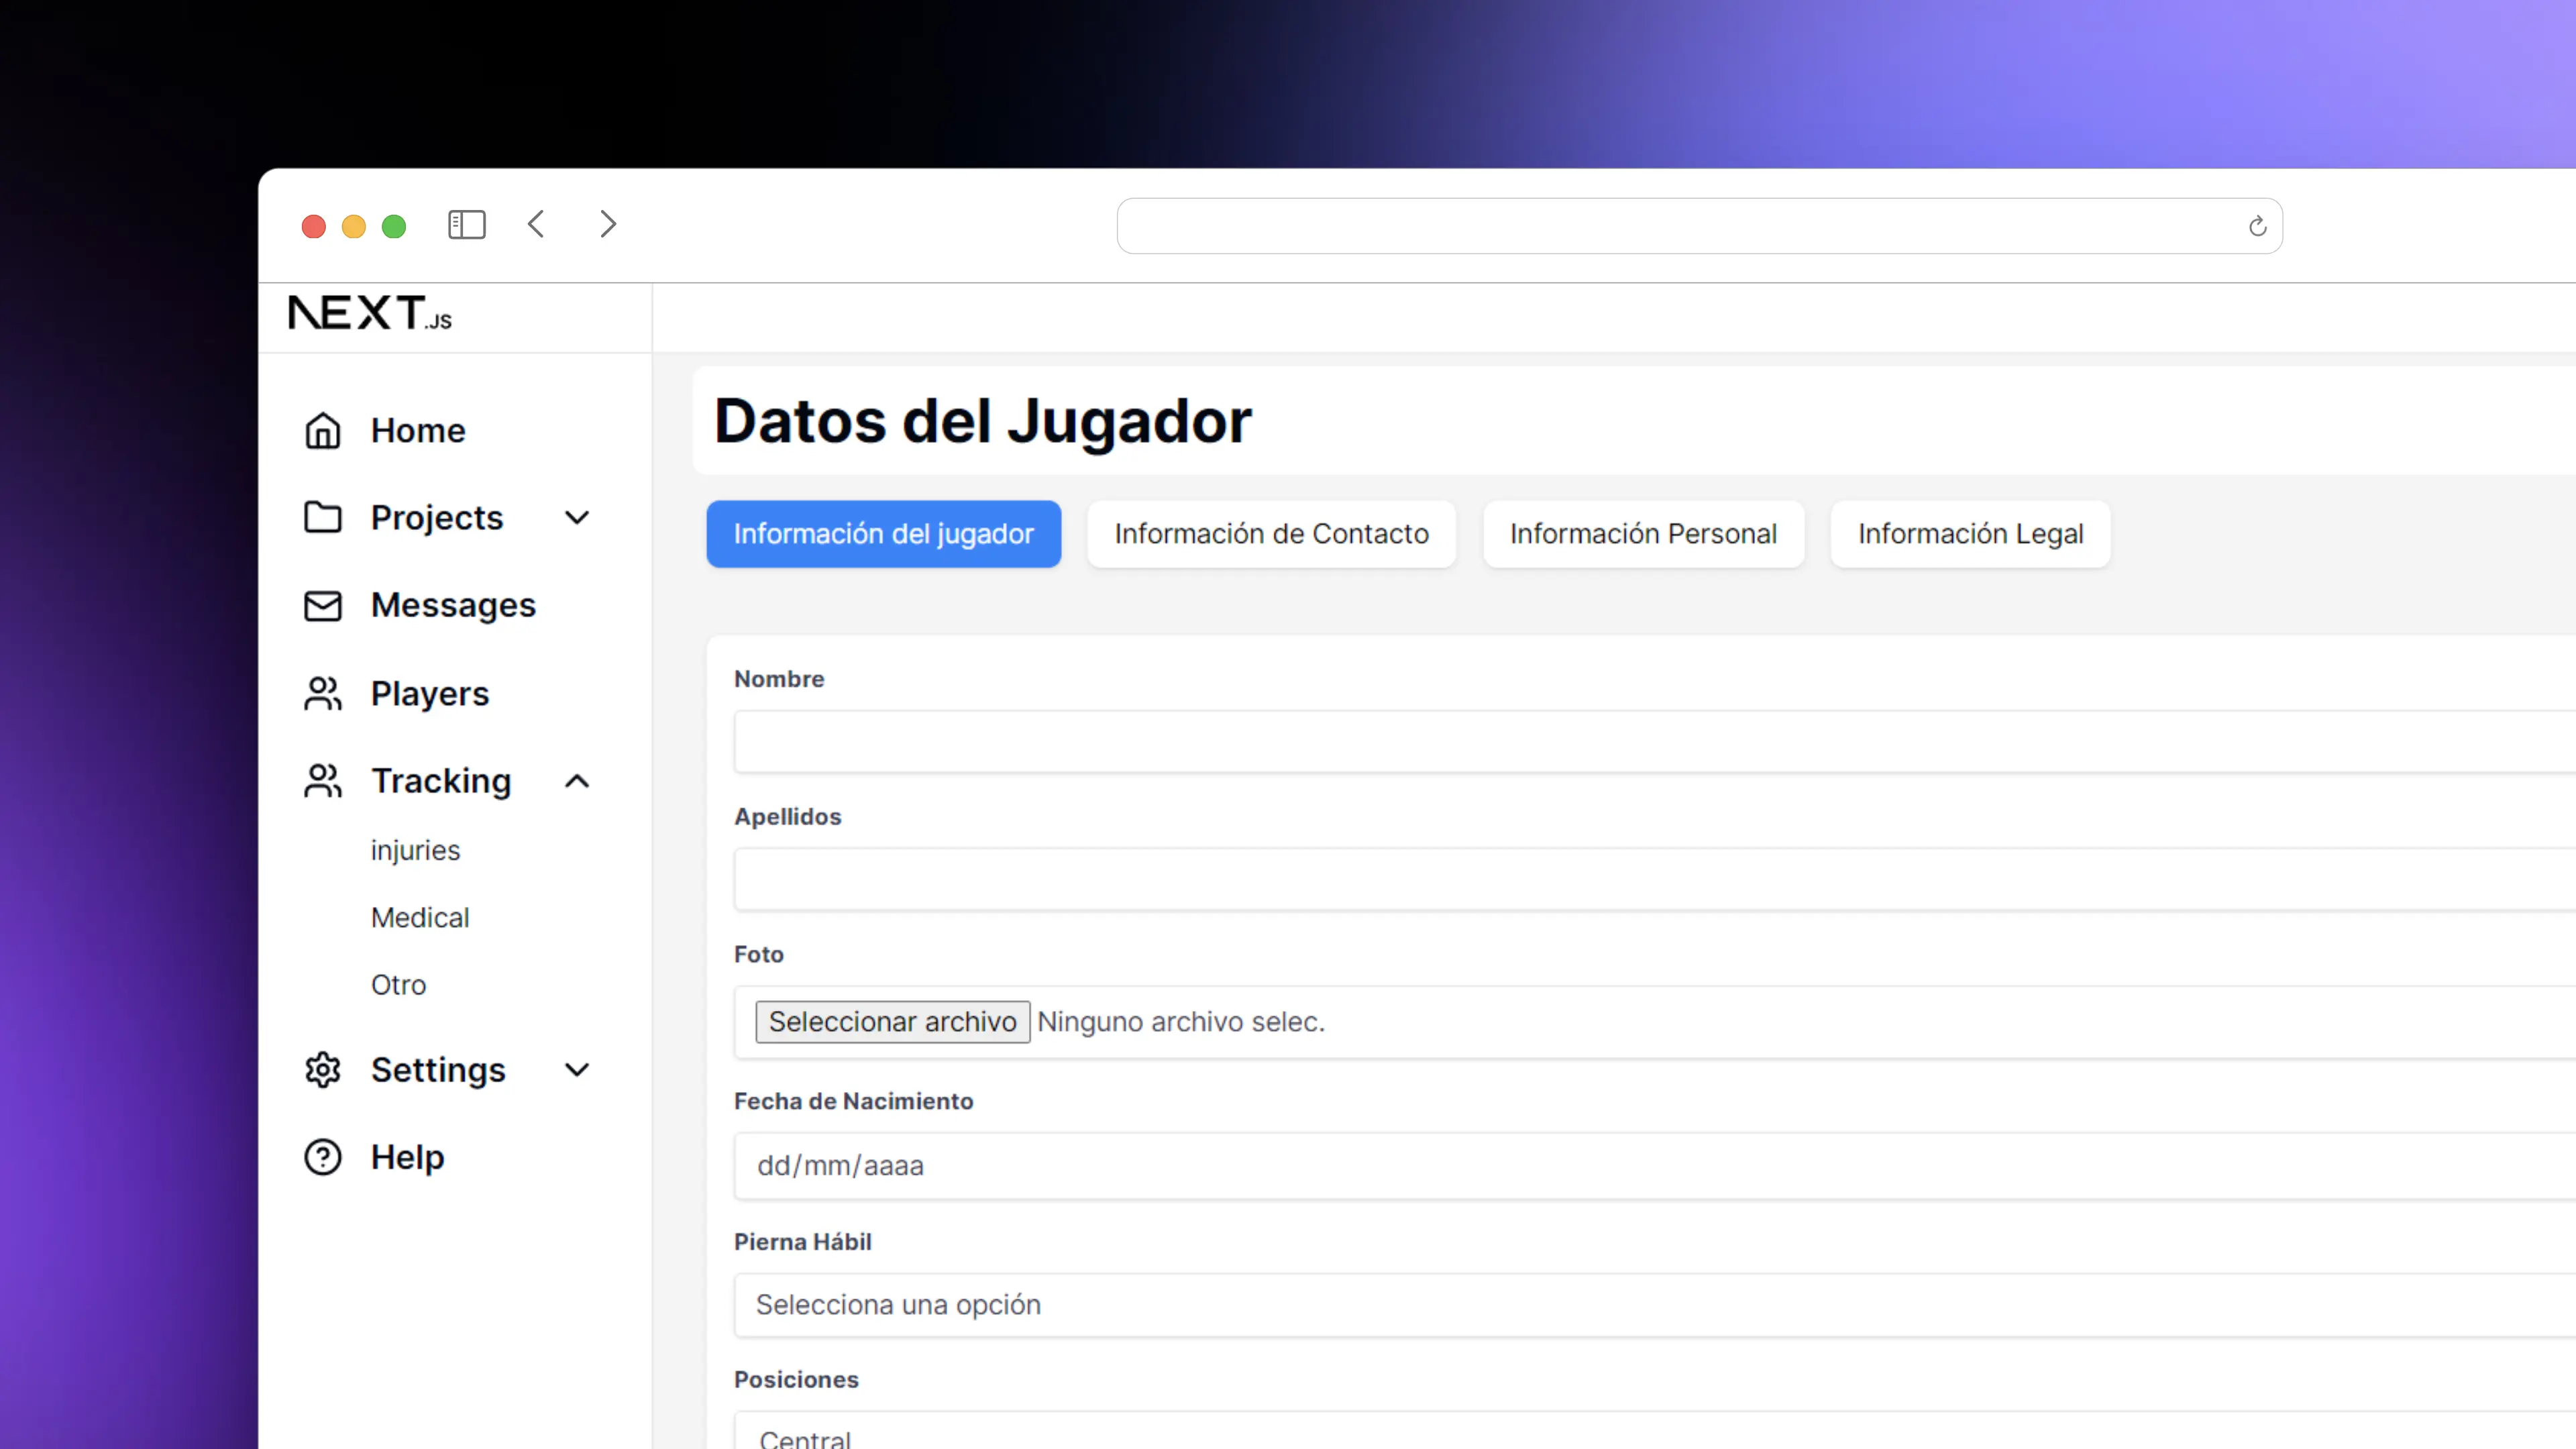 NEXT.JS
Home
Projects
Messages
Players
Tracking
injuries
Medical
Otro
Settings
Help
Datos del Jugador
Información del jugador Información de Contacto Información Personal Información Legal
Nombre
Apellidos
Foto
Seleccionar archivo Ninguno archivo selec.
Fecha de Nacimiento
dd/mm/aaaa
Pierna Hábil
Selecciona una opción
Posiciones
Central